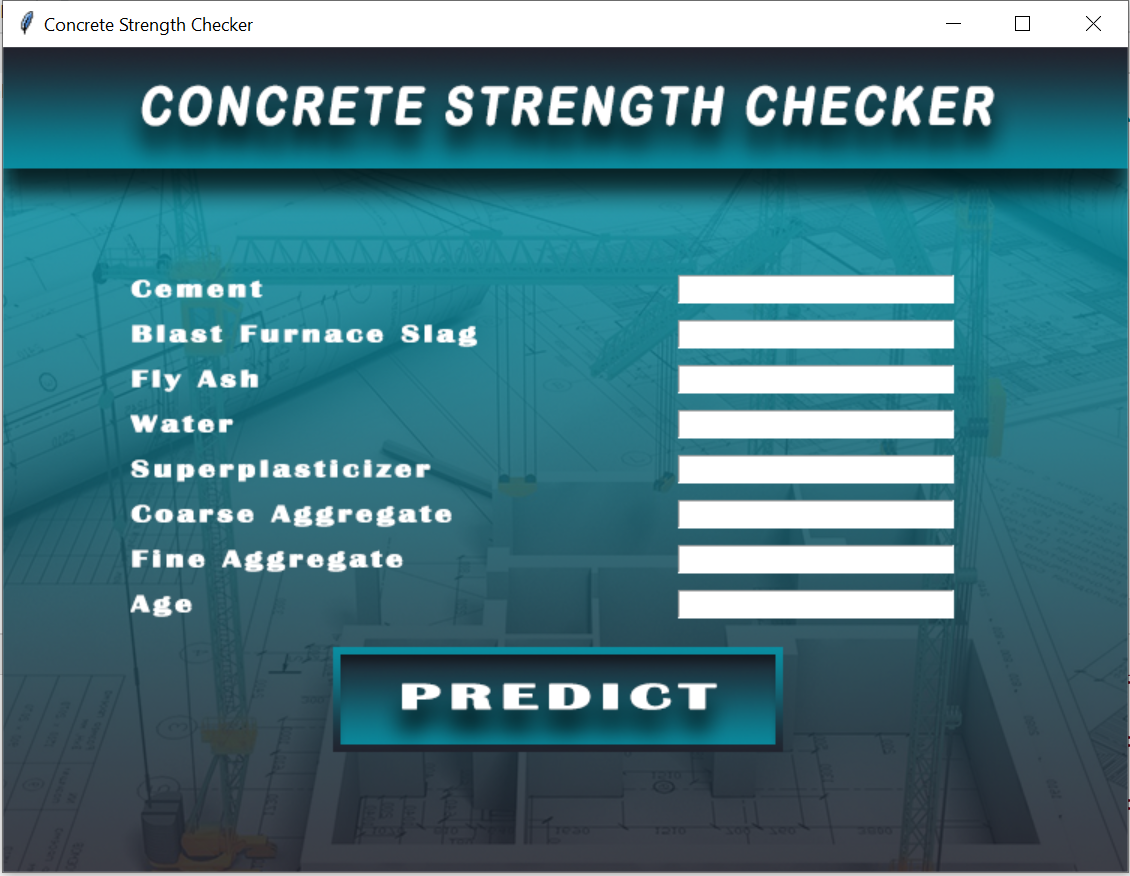 Concrete Strength Checker
CONCRETE STRENGTH CHECKER
Cement
Blast Furnace Slag
Fly Ash
Water
Superplasticizer
Coarse Aggregate
Fine Aggregate
Age
PREDICT